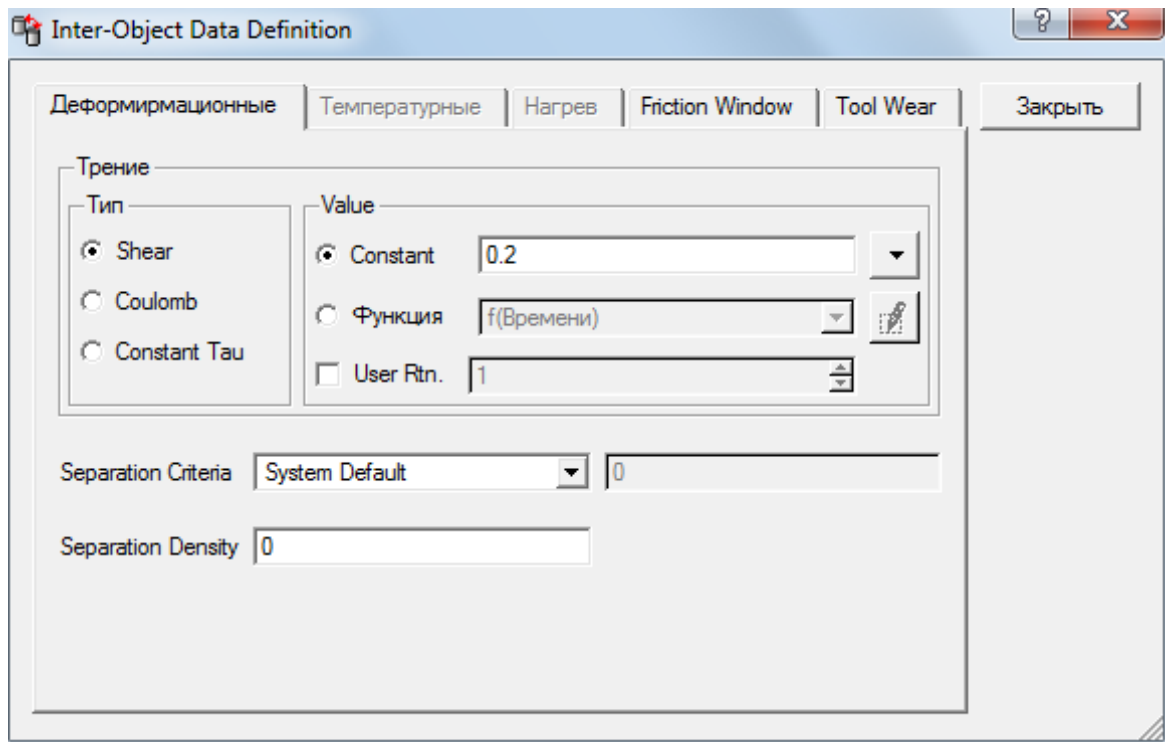 Inter-Object Data Definition
?
Деформирмационные Температурные Нагрев Friction Window Tool Wear Закрыть
Трение
Тип Value
Shear Constant 0.2
Coulomb Функция f(Времени)
Constant Tau User Rtn. 1
Separation Criteria System Default 0
Separation Density 0